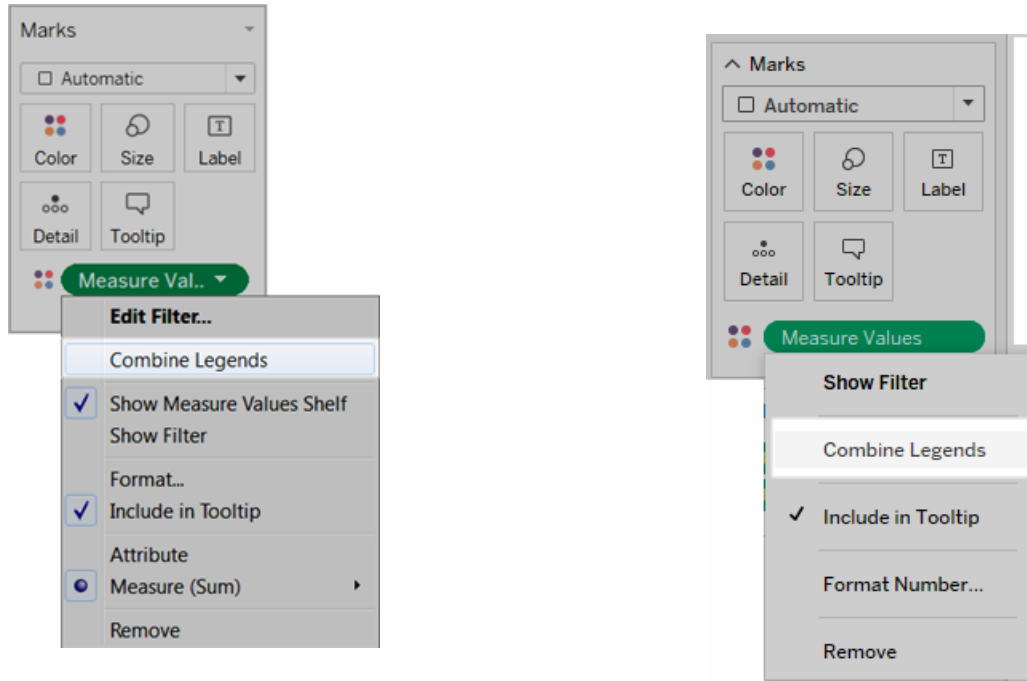 Marks
Automatic
Color Size Label
Detail Tooltip
Measure Val..
Edit Filter...
Combine Legends
Show Measure Values Shelf
Show Filter
Format...
Include in Tooltip
Attribute
Measure (Sum)
Remove
Marks
Automatic
Color Size Label
Detail Tooltip
Measure Values
Show Filter
Combine Legends
Include in Tooltip
Format Number...
Remove